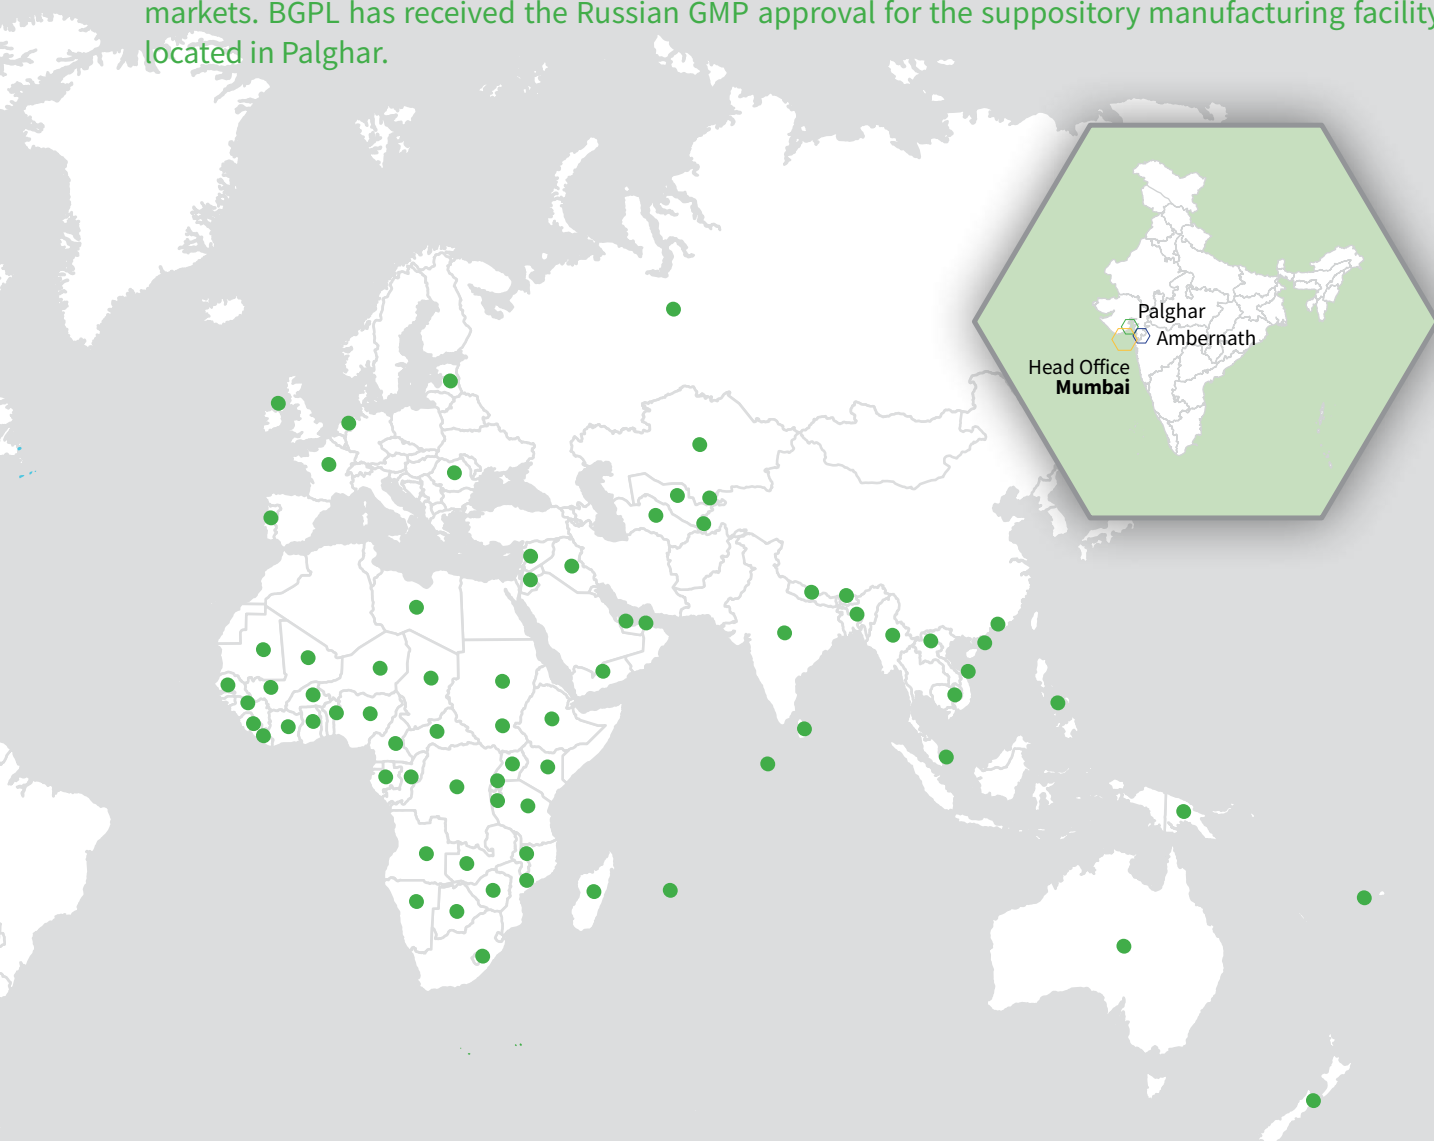 markets. BGPL has received the Russian GMP approval for the suppository manufacturing facility
located in Palghar.
Palghar
Ambernath
Head Office
Mumbai